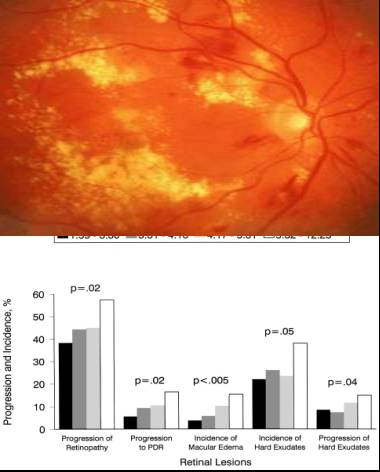 p=.02
p=.02
p<.005
p=.05
p=.04
Progression and Incidence, %
60
50
40
30
20
10
0
Progression of Retinopathy
Progression to PDR
Incidence of Macular Edema
Incidence of Hard Exudates
Progression of Hard Exudates
Retinal Lesions